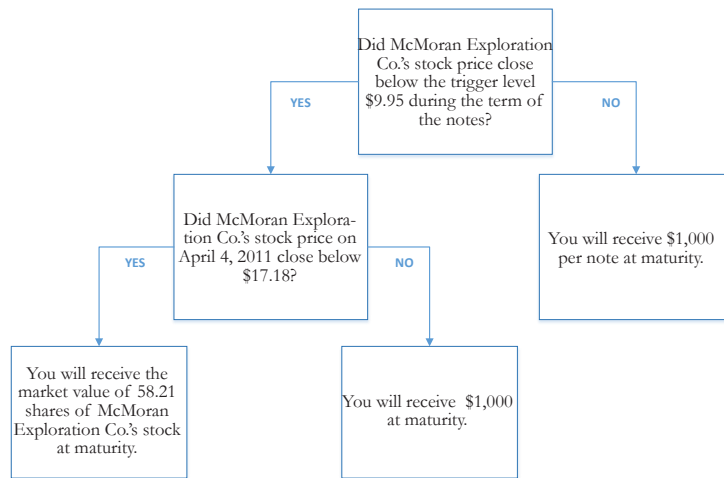 Did McMoran Exploration
Co.'s stock price close
below the trigger level
$9.95 during the term of
the notes?
YES
NO
Did McMoran Explora-
tion Co.'s stock price on
April 4, 2011 close below
$17.18?
You will receive $1,000
per note at maturity.
YES
NO
You will receive the
market value of 58.21
shares of McMoran
Exploration Co.'s stock
at maturity.
You will receive $1,000
at maturity.